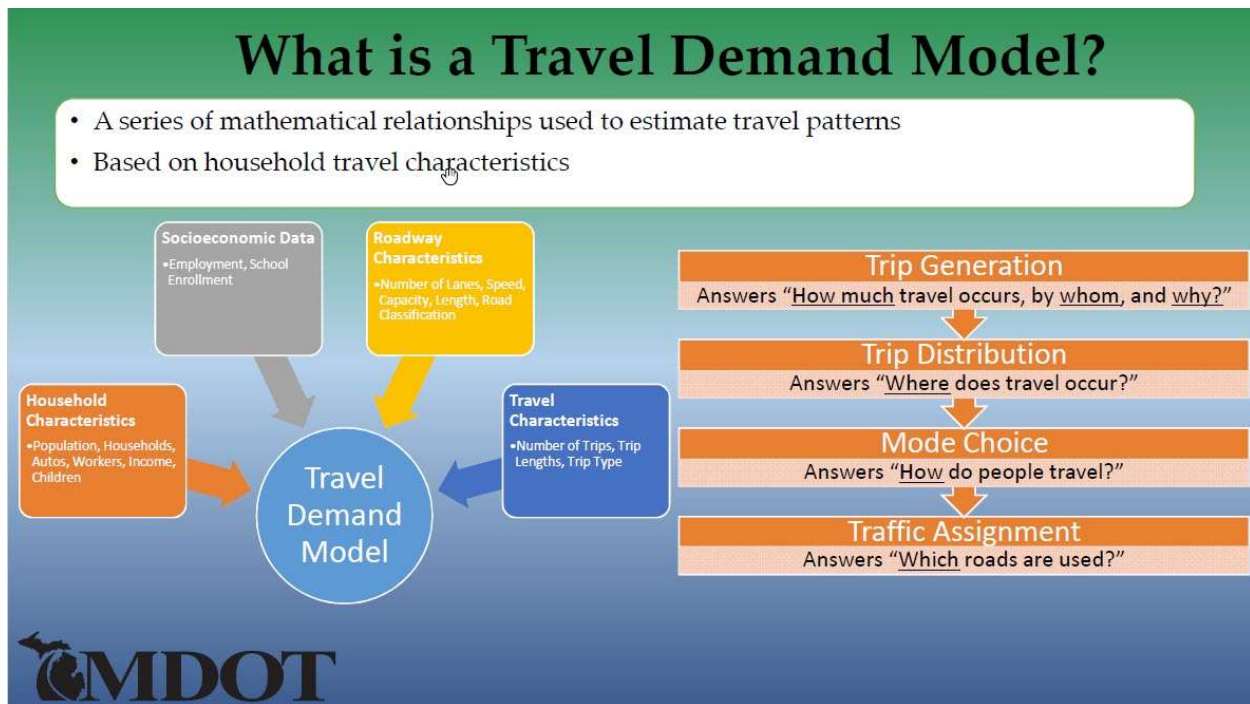 What is a Travel Demand Model?
• A series of mathematical relationships used to estimate travel patterns
• Based on household travel characteristics
Socioeconomic Data
•Employment, School
Enrollment
Roadway
Characteristics
•Number of Lanes, Speed,
Capacity, Length, Road
Classification
Household
Characteristics
•Population, Households,
Autos, Workers, Income,
Children
Travel
Characteristics
•Number of Trips, Trip
Lengths, Trip Type
Travel
Demand
Model
Trip Generation
Answers “How much travel occurs, by whom, and why?”
Trip Distribution
Answers “Where does travel occur?”
Mode Choice
Answers “How do people travel?”
Traffic Assignment
Answers “Which roads are used?”
MDOT